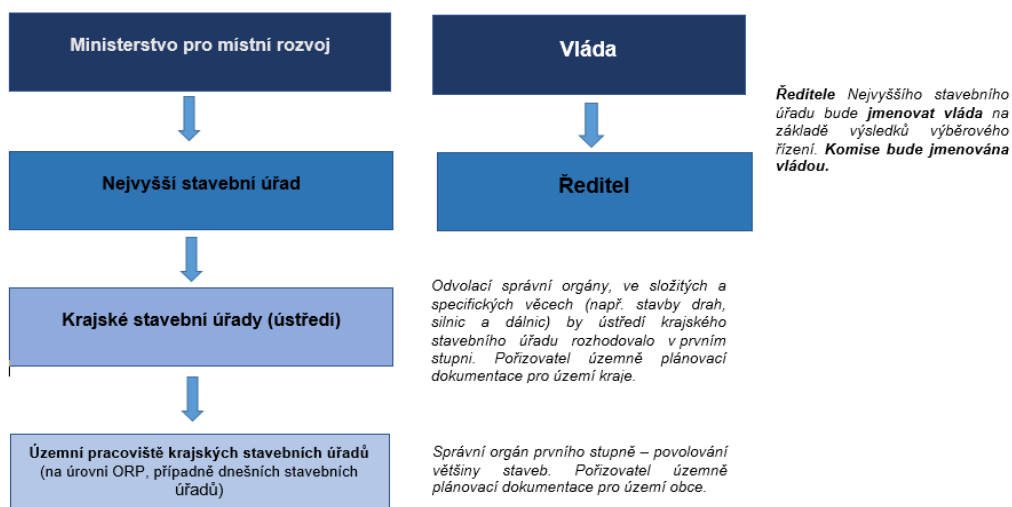 Ministerstvo pro místní rozvoj
Vláda
Ředitele Nejvyššího stavebního
úřadu bude jmenovat vláda na
základě výsledků výběrového
řízení. Komise bude jmenována
vládou.
Nejvyšší stavební úřad
Ředitel
Krajské stavební úřady (ústředí)
Odvolací správní orgány, ve složitých a
specifických věcech (např. stavby drah,
silnic a dálnic) by ústředí krajského
stavebního úřadu rozhodovalo v prvním
stupni. Pořizovatel územně plánovací
dokumentace pro území kraje.
Územní pracoviště krajských stavebních úřadů
(na úrovni ORP, případně dnešních stavebních
úřadů)
Správní orgán prvního stupně – povolování
většiny staveb. Pořizovatel územně
plánovací dokumentace pro území obce.